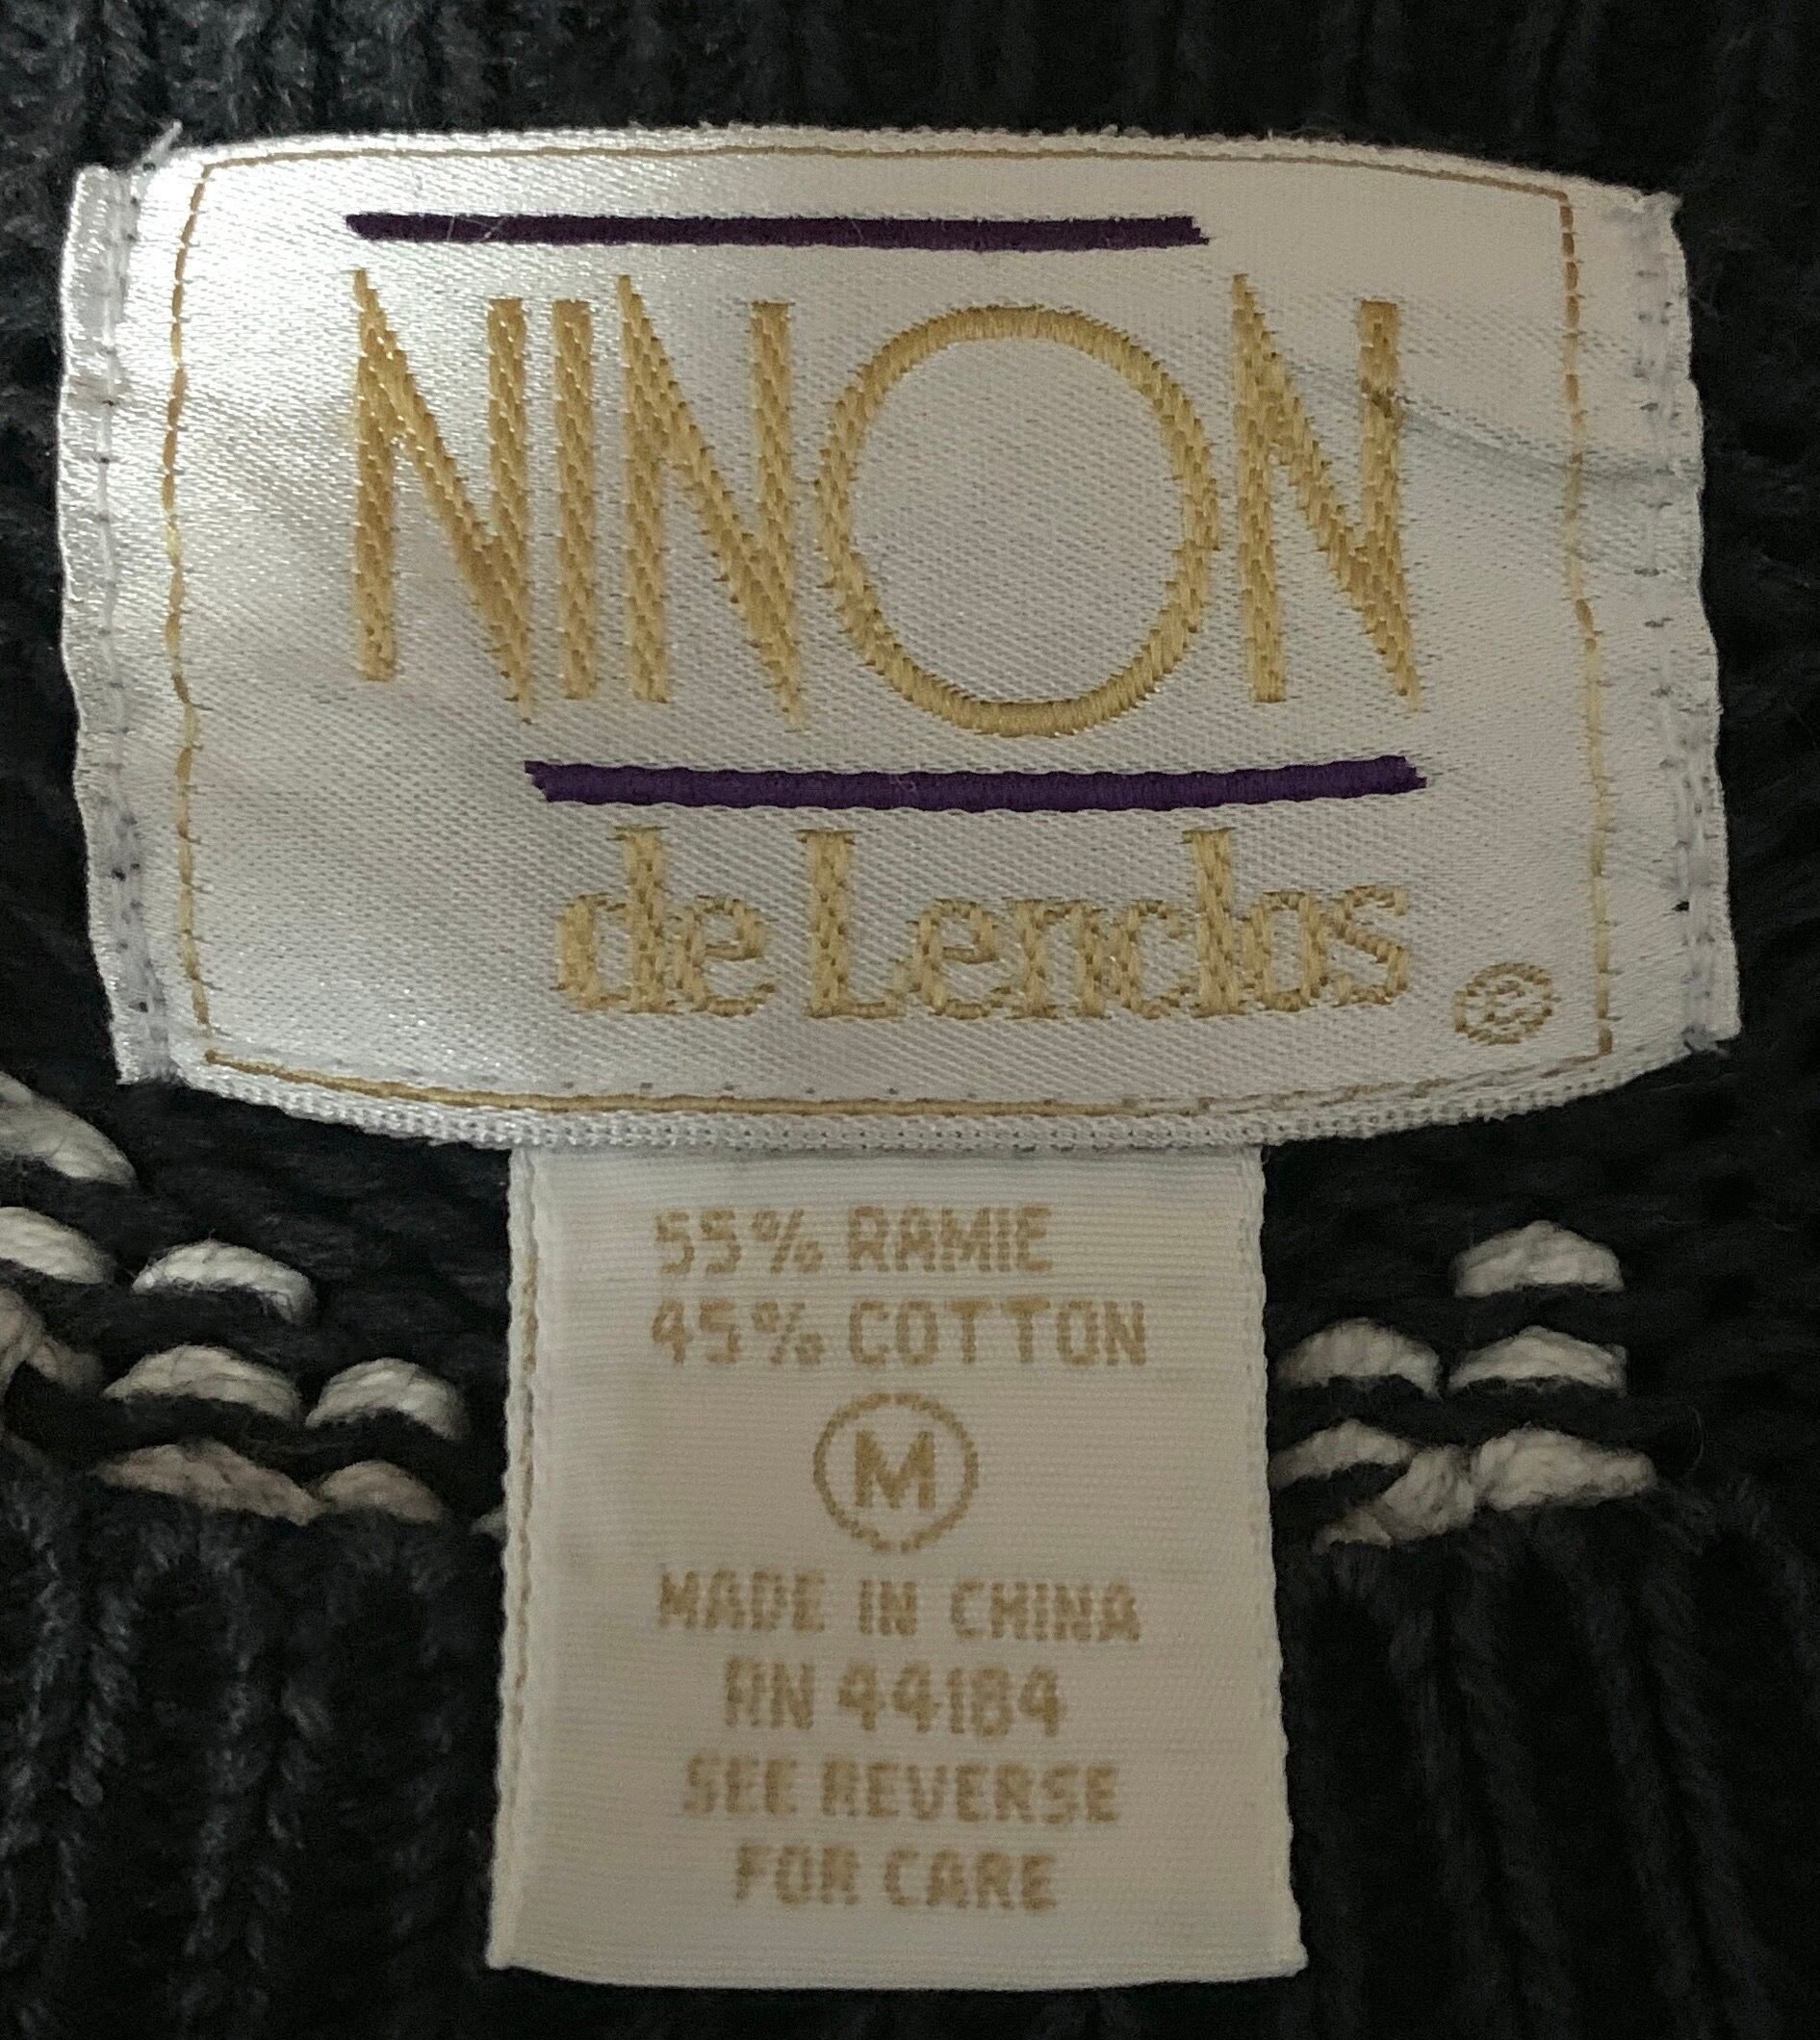 NINON
de Lenclos ®
55% RAMIE
45% COTTON
M
MADE IN CHINA
RN 44184
SEE REVERSE
FOR CARE